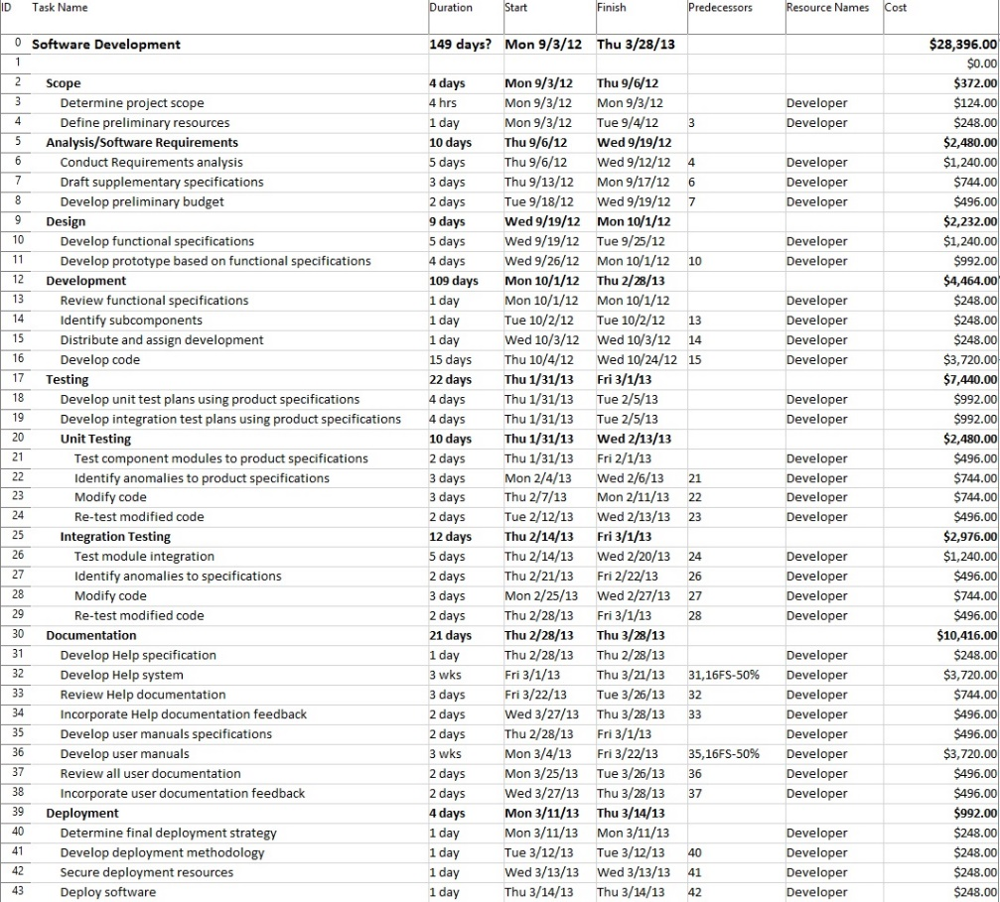 ID Task Name Duration Start Finish Predecessors Resource Names Cost
0 Software Development 149 days? Mon 9/3/12 Thu 3/28/13 $28,396.00
1 $0.00
2 Scope 4 days Mon 9/3/12 Thu 9/6/12 $372.00
3 Determine project scope 4 hrs Mon 9/3/12 Mon 9/3/12 Developer $124.00
4 Define preliminary resources 1 day Mon 9/3/12 Tue 9/4/12 3 Developer $248.00
5 Analysis/Software Requirements 10 days Thu 9/6/12 Wed 9/19/12 $2,480.00
6 Conduct Requirements analysis 5 days Thu 9/6/12 Wed 9/12/12 4 Developer $1,240.00
7 Draft supplementary specifications 3 days Thu 9/13/12 Mon 9/17/12 6 Developer $744.00
8 Develop preliminary budget 2 days Tue 9/18/12 Wed 9/19/12 7 Developer $496.00
9 Design 9 days Wed 9/19/12 Mon 10/1/12 $2,232.00
10 Develop functional specifications 5 days Wed 9/19/12 Tue 9/25/12 Developer $1,240.00
11 Develop prototype based on functional specifications 4 days Wed 9/26/12 Mon 10/1/12 10 Developer $992.00
12 Development 109 days Mon 10/1/12 Thu 2/28/13 $4,464.00
13 Review functional specifications 1 day Mon 10/1/12 Mon 10/1/12 Developer $248.00
14 Identify subcomponents 1 day Tue 10/2/12 Tue 10/2/12 13 Developer $248.00
15 Distribute and assign development 1 day Wed 10/3/12 Wed 10/3/12 14 Developer $248.00
16 Develop code 15 days Thu 10/4/12 Wed 10/24/12 15 Developer $3,720.00
17 Testing 22 days Thu 1/31/13 Fri 3/1/13 $7,440.00
18 Develop unit test plans using product specifications 4 days Thu 1/31/13 Tue 2/5/13 Developer $992.00
19 Develop integration test plans using product specifications 4 days Thu 1/31/13 Tue 2/5/13 Developer $992.00
20 Unit Testing 10 days Thu 1/31/13 Wed 2/13/13 $2,480.00
21 Test component modules to product specifications 2 days Thu 1/31/13 Fri 2/1/13 Developer $496.00
22 Identify anomalies to product specifications 3 days Mon 2/4/13 Wed 2/6/13 21 Developer $744.00
23 Modify code 3 days Thu 2/7/13 Mon 2/11/13 22 Developer $744.00
24 Re-test modified code 2 days Tue 2/12/13 Wed 2/13/13 23 Developer $496.00
25 Integration Testing 12 days Thu 2/14/13 Fri 3/1/13 $2,976.00
26 Test module integration 5 days Thu 2/14/13 Wed 2/20/13 24 Developer $1,240.00
27 Identify anomalies to specifications 2 days Thu 2/21/13 Fri 2/22/13 26 Developer $496.00
28 Modify code 3 days Mon 2/25/13 Wed 2/27/13 27 Developer $744.00
29 Re-test modified code 2 days Thu 2/28/13 Fri 3/1/13 28 Developer $496.00
30 Documentation 21 days Thu 2/28/13 Thu 3/28/13 $10,416.00
31 Develop Help specification 1 day Thu 2/28/13 Thu 2/28/13 Developer $248.00
32 Develop Help system 3 wks Fri 3/1/13 Thu 3/21/13 31,16FS-50% Developer $3,720.00
33 Review Help documentation 3 days Fri 3/22/13 Tue 3/26/13 32 Developer $744.00
34 Incorporate Help documentation feedback 2 days Wed 3/27/13 Thu 3/28/13 33 Developer $496.00
35 Develop user manuals specifications 2 days Thu 2/28/13 Fri 3/1/13 Developer $496.00
36 Develop user manuals 3 wks Mon 3/4/13 Fri 3/22/13 35,16FS-50% Developer $3,720.00
37 Review all user documentation 2 days Mon 3/25/13 Tue 3/26/13 36 Developer $496.00
38 Incorporate user documentation feedback 2 days Wed 3/27/13 Thu 3/28/13 37 Developer $496.00
39 Deployment 4 days Mon 3/11/13 Thu 3/14/13 $992.00
40 Determine final deployment strategy 1 day Mon 3/11/13 Mon 3/11/13 Developer $248.00
41 Develop deployment methodology 1 day Tue 3/12/13 Tue 3/12/13 40 Developer $248.00
42 Secure deployment resources 1 day Wed 3/13/13 Wed 3/13/13 41 Developer $248.00
43 Deploy software 1 day Thu 3/14/13 Thu 3/14/13 42 Developer $248.00